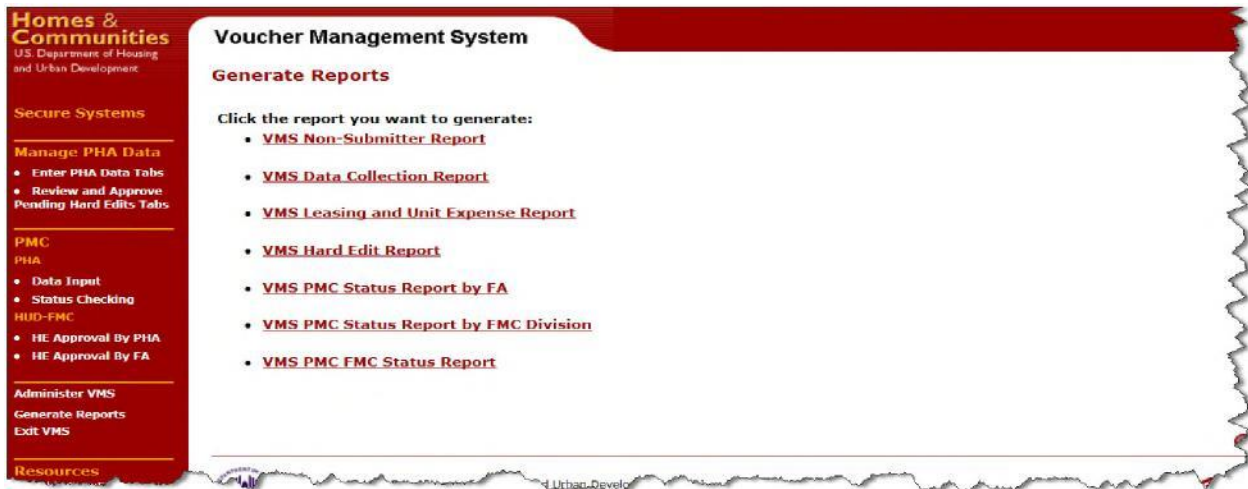 Homes &
Communities
U.S. Department of Housing
and Urban Development
Secure Systems
Manage PHA Data
• Enter PHA Data Tabs
• Review and Approve
Pending Hard Edits Tabs
PMC
PHA
• Data Input
• Status Checking
HUD-FMC
• HE Approval By PHA
• HE Approval By FA
Administer VMS
Generate Reports
Exit VMS
Resources
Voucher Management System
Generate Reports
Click the report you want to generate:
• VMS Non-Submitter Report
• VMS Data Collection Report
• VMS Leasing and Unit Expense Report
• VMS Hard Edit Report
• VMS PMC Status Report by FA
• VMS PMC Status Report by FMC Division
• VMS PMC FMC Status Report
d Urban Develo